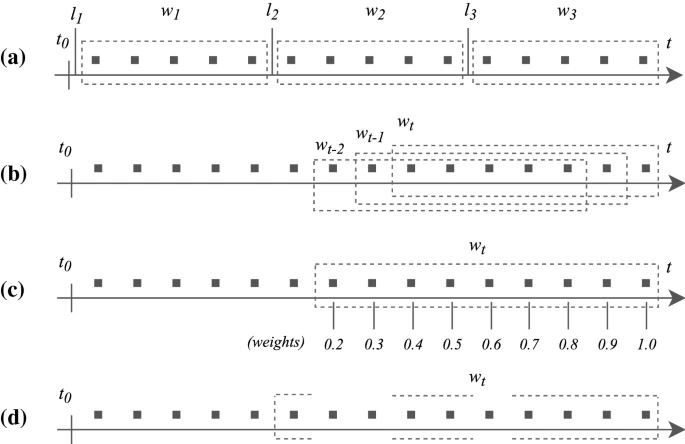 l1 w1 l2 w2 l3 w3
t0 t
(a)
wt-2 wt-1 wt
t0 t
(b)
wt
t0 t
(c)
(weights) 0.2 0.3 0.4 0.5 0.6 0.7 0.8 0.9 1.0
wt
t0
(d)